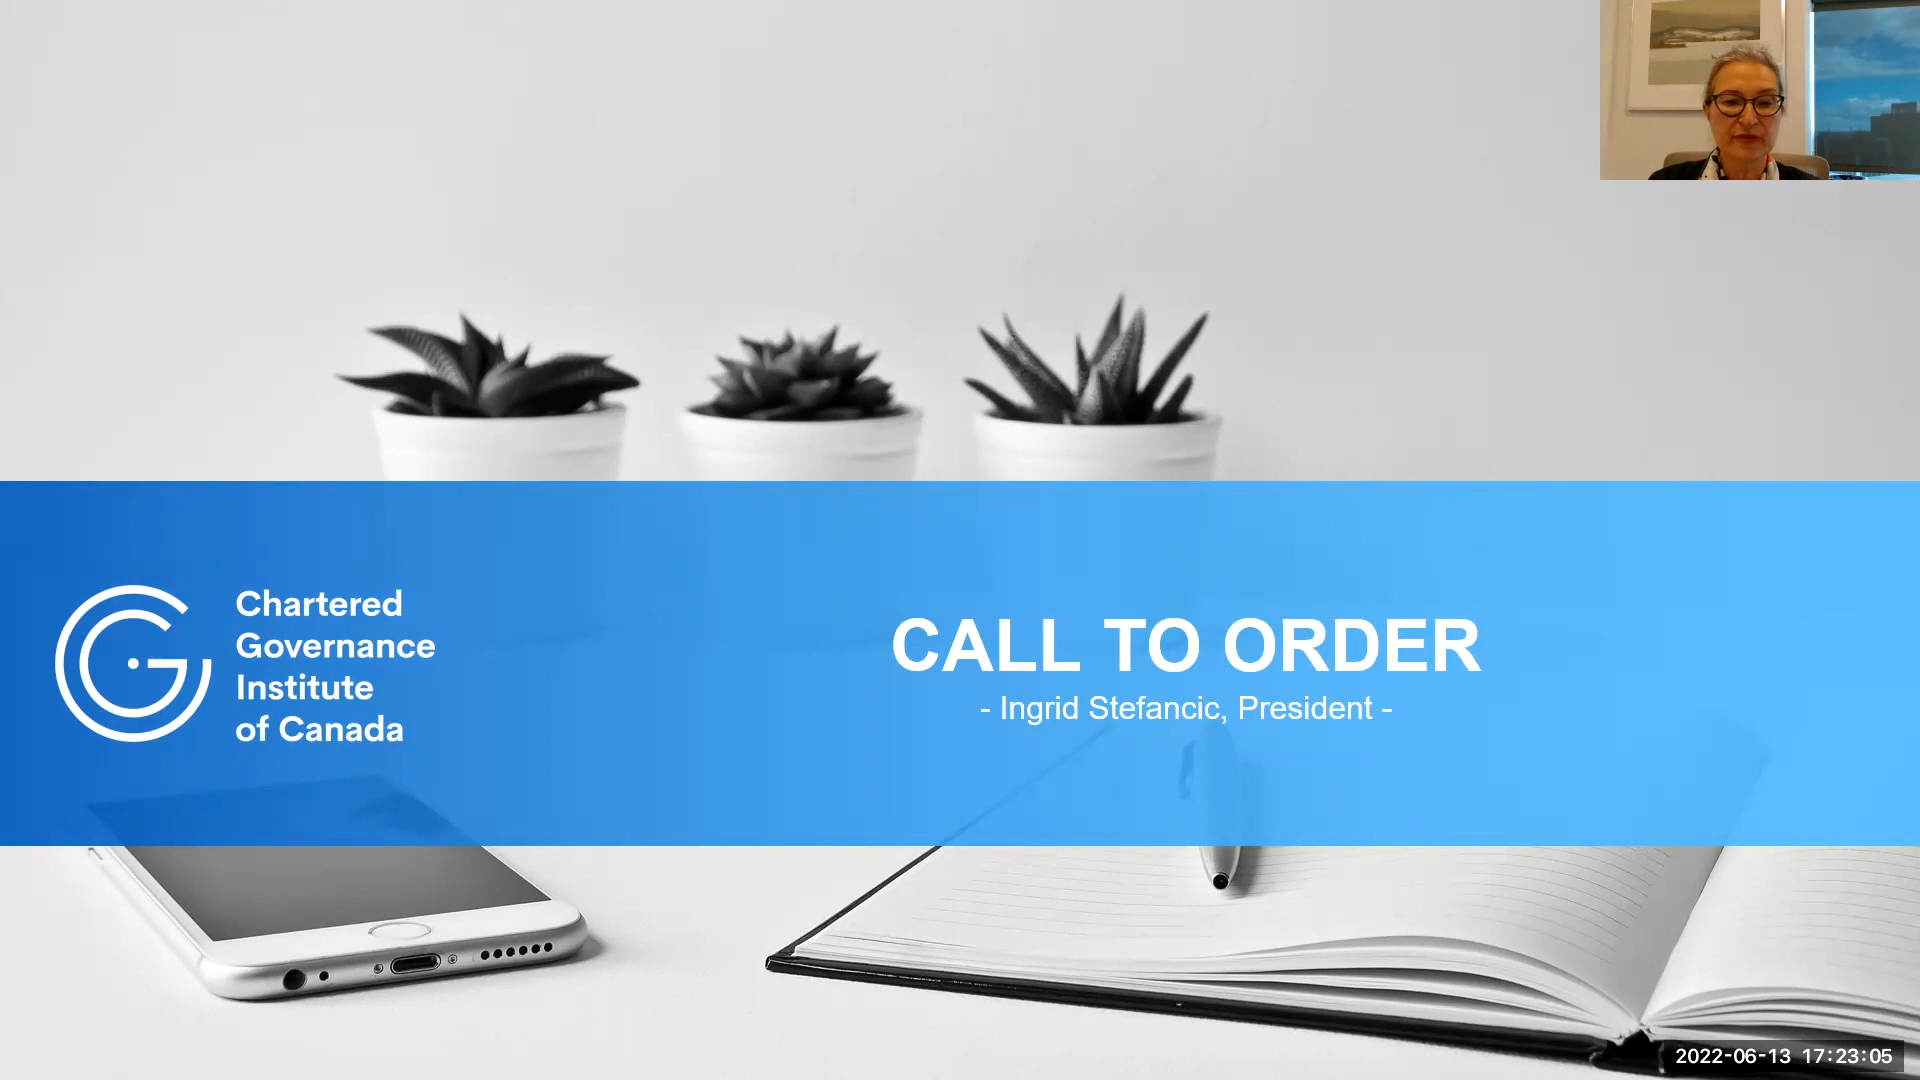 Chartered
Governance
Institute
of Canada
CALL TO ORDER
- Ingrid Stefancic, President -
2022-06-13 17:23:05